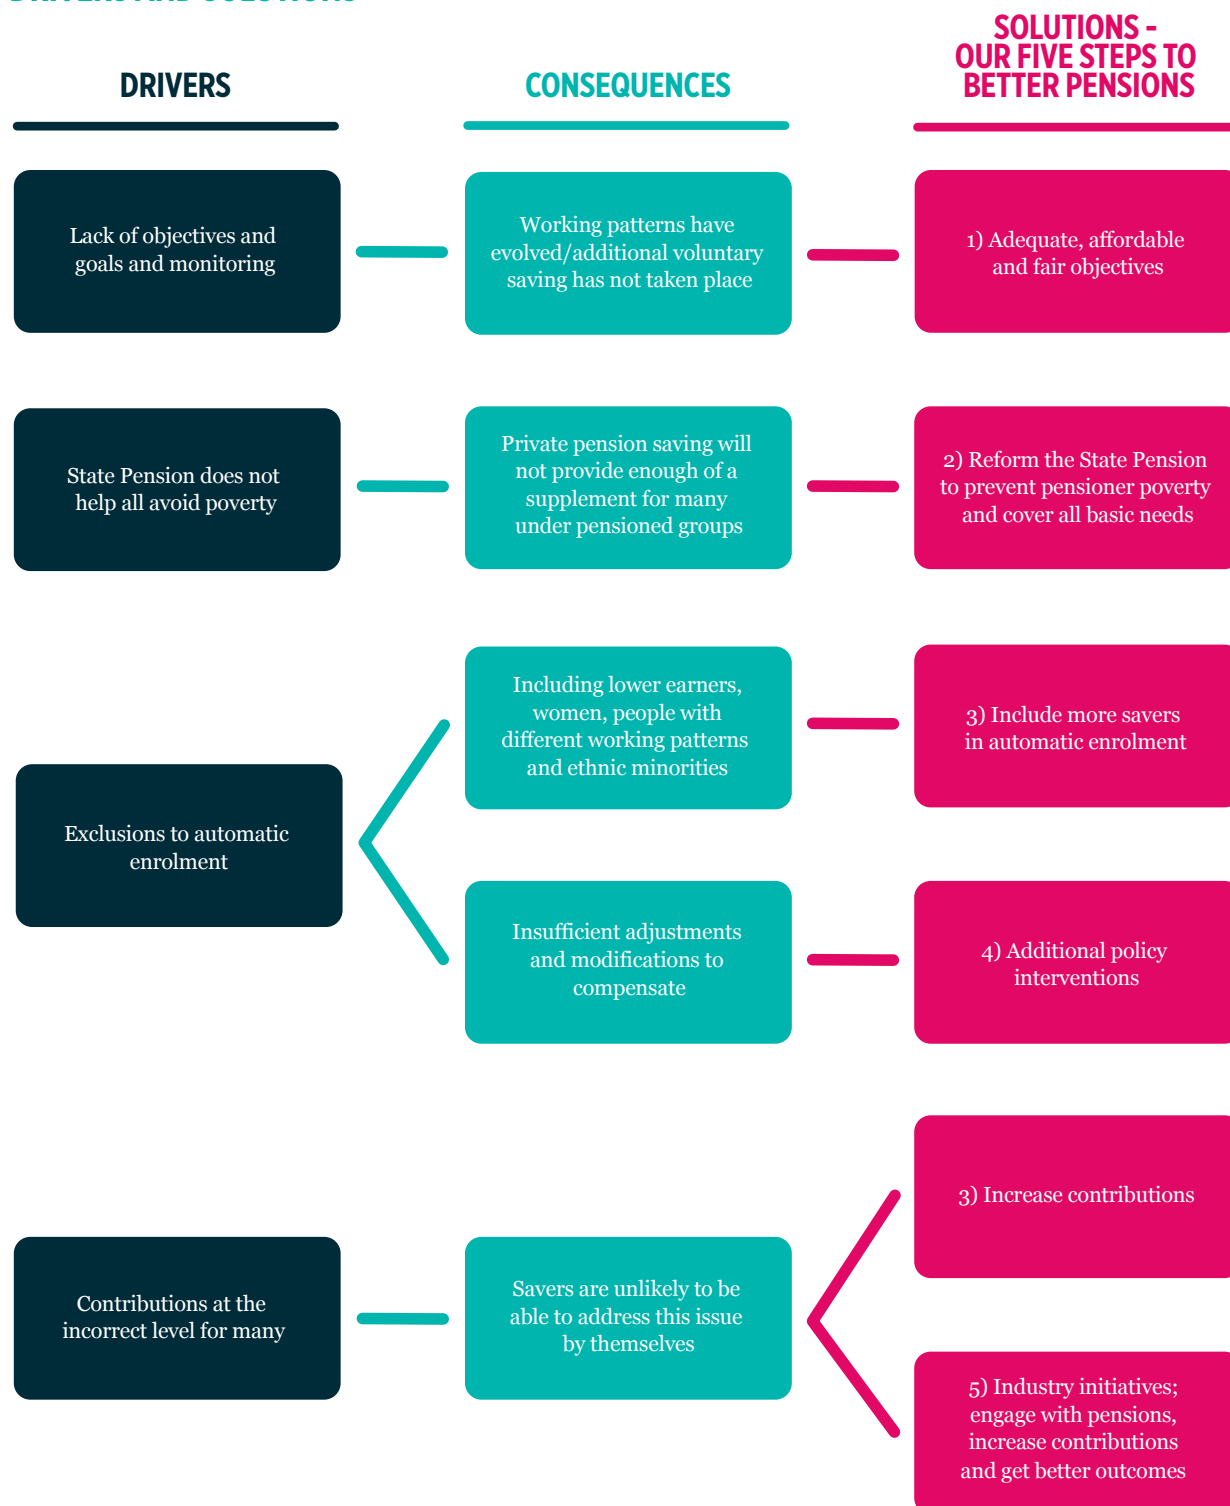 DRIVERS
CONSEQUENCES
SOLUTIONS -
OUR FIVE STEPS TO
BETTER PENSIONS
Lack of objectives and
goals and monitoring
Working patterns have
evolved/additional voluntary
saving has not taken place
1) Adequate, affordable
and fair objectives
State Pension does not
help all avoid poverty
Private pension saving will
not provide enough of a
supplement for many
under pensioned groups
2) Reform the State Pension
to prevent pensioner poverty
and cover all basic needs
Exclusions to automatic
enrolment
Including lower earners,
women, people with
different working patterns
and ethnic minorities
3) Include more savers
in automatic enrolment
Insufficient adjustments
and modifications to
compensate
4) Additional policy
interventions
Contributions at the
incorrect level for many
Savers are unlikely to be
able to address this issue
by themselves
3) Increase contributions
5) Industry initiatives;
engage with pensions,
increase contributions
and get better outcomes